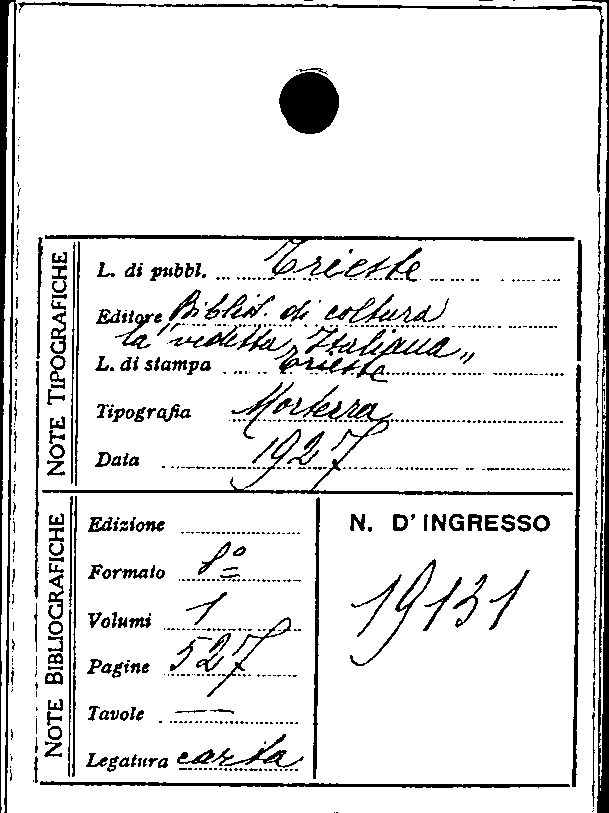 NOTE TIPOGRAFICHE
L. di pubbl. Trieste
Editore Bibliot. di coltura
la "vedetta Italiana"
L. di stampa Trieste
Tipografia Morterra
Data 1927
NOTE BIBLIOGRAFICHE
Edizione
Formato 8º
Volumi 1
Pagine 527
Tavole —
Legatura carta
N. D'INGRESSO
19131